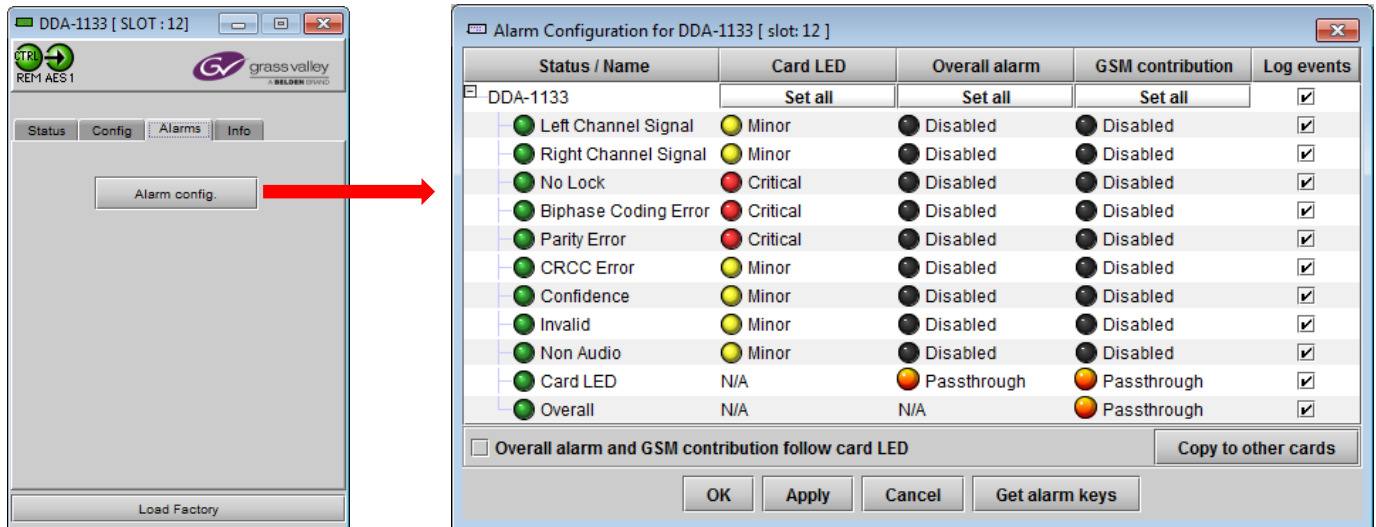 DDA-1133 [ SLOT : 12]
CTRL
REM AES 1
GV grass valley
A BELDEN BRAND
Status Config Alarms Info
Alarm config.
Load Factory
Alarm Configuration for DDA-1133 [ slot: 12 ]
Status / Name Card LED Overall alarm GSM contribution Log events
DDA-1133 Set all Set all Set all
Left Channel Signal Minor Disabled Disabled
Right Channel Signal Minor Disabled Disabled
No Lock Critical Disabled Disabled
Biphase Coding Error Critical Disabled Disabled
Parity Error Critical Disabled Disabled
CRCC Error Minor Disabled Disabled
Confidence Minor Disabled Disabled
Invalid Minor Disabled Disabled
Non Audio Minor Disabled Disabled
Card LED N/A Passthrough Passthrough
Overall N/A N/A Passthrough
Overall alarm and GSM contribution follow card LED Copy to other cards
OK Apply Cancel Get alarm keys